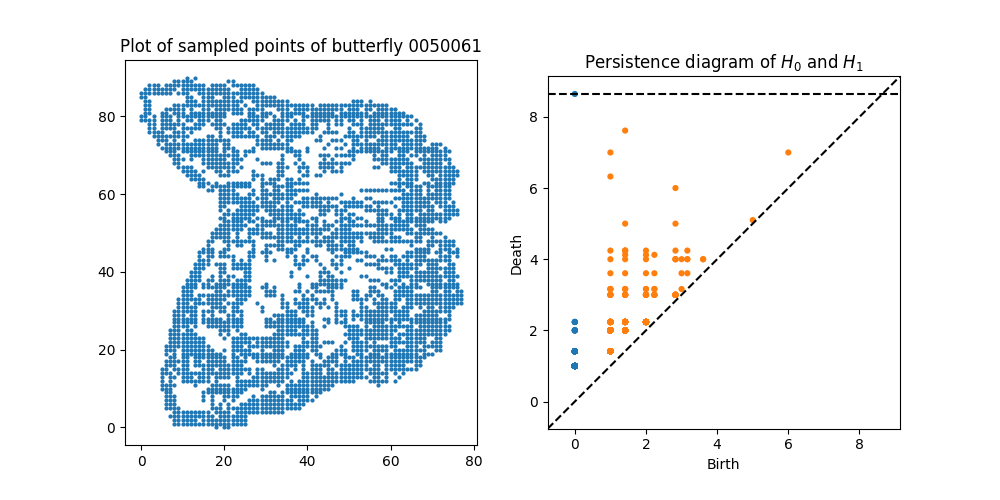 Plot of sampled points of butterfly 0050061
80
60
40
20
0
0 20 40 60 80
Persistence diagram of H₀ and H₁
Death
8
6
4
2
0
0 2 4 6 8
Birth